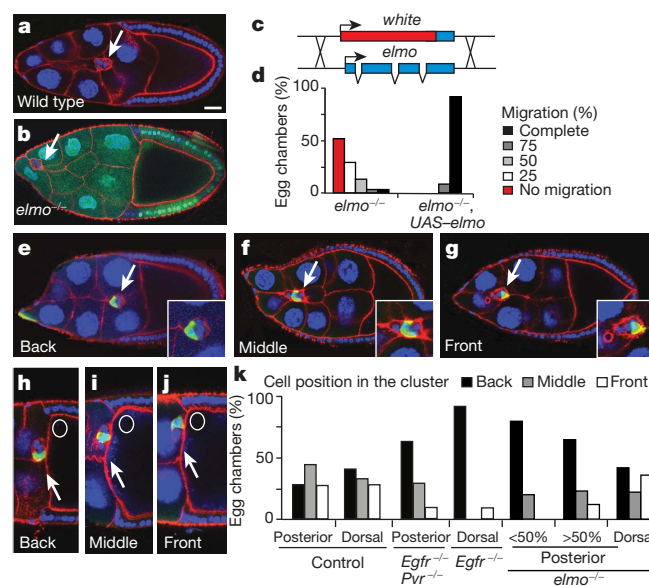 a
Wild type
b
elmo−/−
c
white
elmo
d
Egg chambers (%)
100
50
0
elmo−/−
elmo−/−,
UAS–elmo
Migration (%)
Complete
75
50
25
No migration
e
Back
f
Middle
g
Front
h
Back
i
Middle
j
Front
k
Cell position in the cluster
Back
Middle
Front
Egg chambers (%)
100
50
0
Posterior
Dorsal
Posterior
Dorsal
<50%
>50%
Dorsa
Control
Egfr−/−
Pvr−/−
Egfr−/−
Posterior
elmo−/−